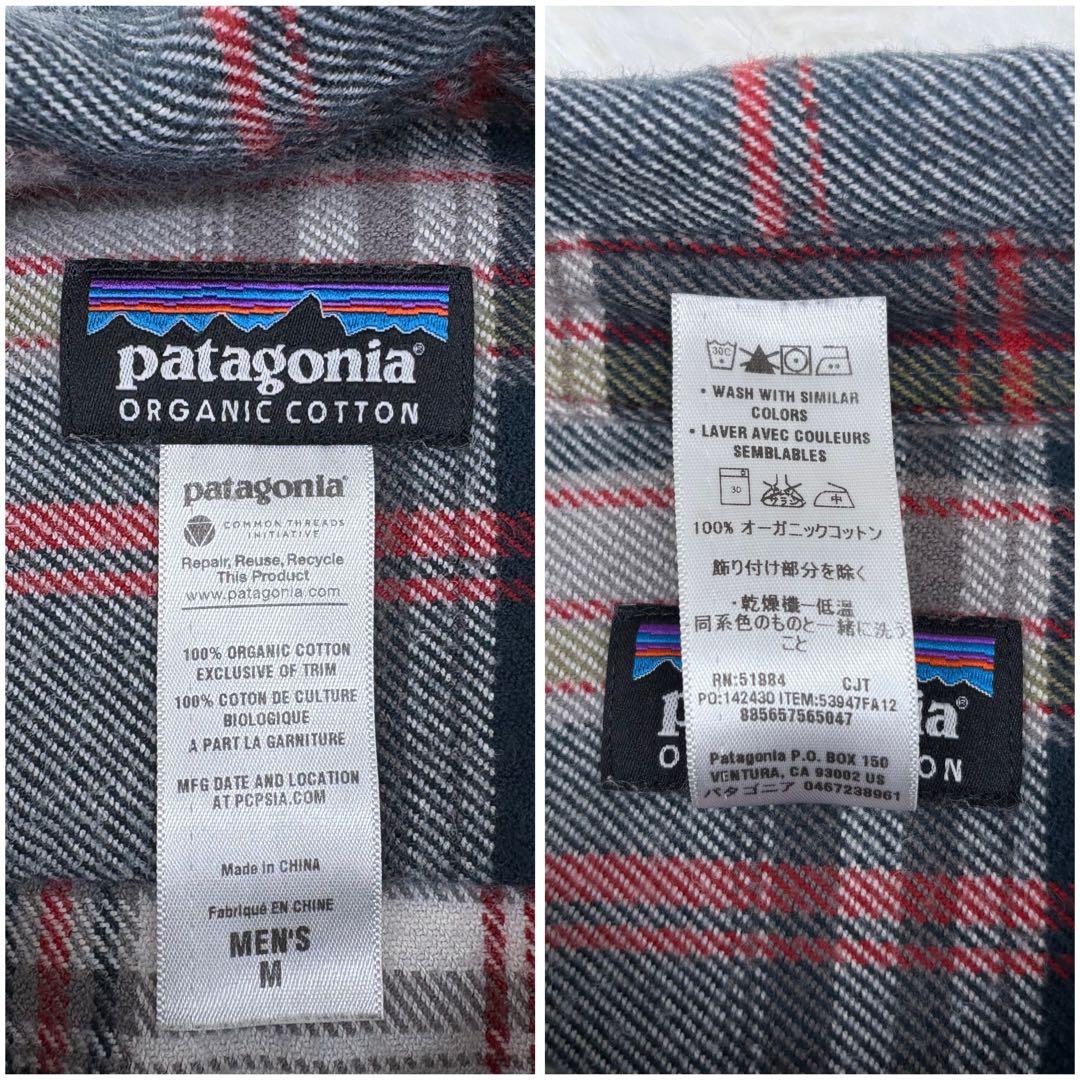 patagonia®
ORGANIC COTTON
patagonia®
COMMON THREADS
INITIATIVE
Repair, Reuse, Recycle
This Product
www.patagonia.com
100% ORGANIC COTTON
EXCLUSIVE OF TRIM
100% COTON DE CULTURE
BIOLOGIQUE
A PART LA GARNITURE
MFG DATE AND LOCATION
AT PCPSIA.COM
Made in CHINA
Fabriqué EN CHINE
MEN'S
M
30C
• WASH WITH SIMILAR
COLORS
• LAVER AVEC COULEURS
SEMBLABLES
30
中
100% オーガニックコットン
飾り付け部分を除く
・乾燥機―低温
同系色のものと一緒に洗う
こと
RN:51884 CJT
PO:142430 ITEM:53947FA12
885657565047
Patagonia P.O. BOX 150
VENTURA, CA 93002 US
パタゴニア 0467238961